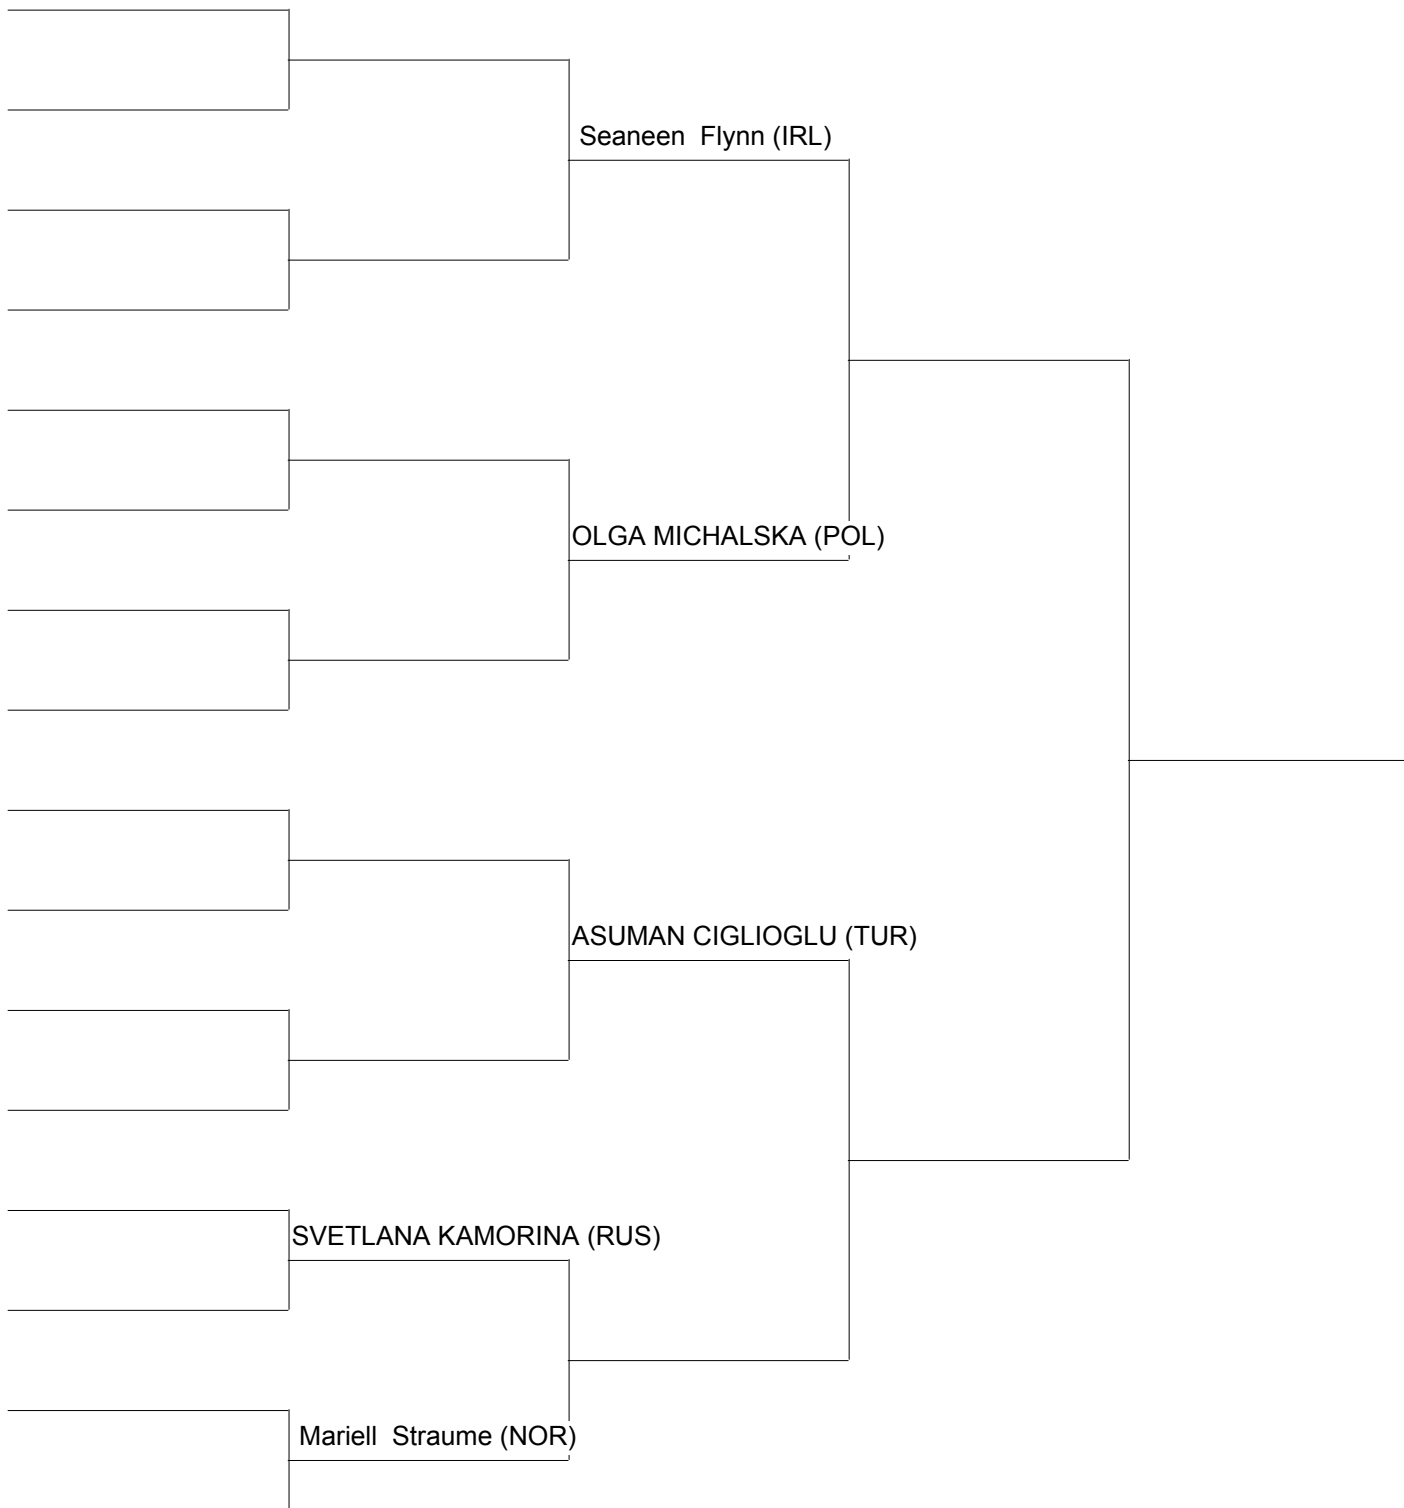 Seaneen  Flynn (IRL)
OLGA MICHALSKA (POL)
ASUMAN CIGLIOGLU (TUR)
SVETLANA KAMORINA (RUS)
Mariell  Straume (NOR)